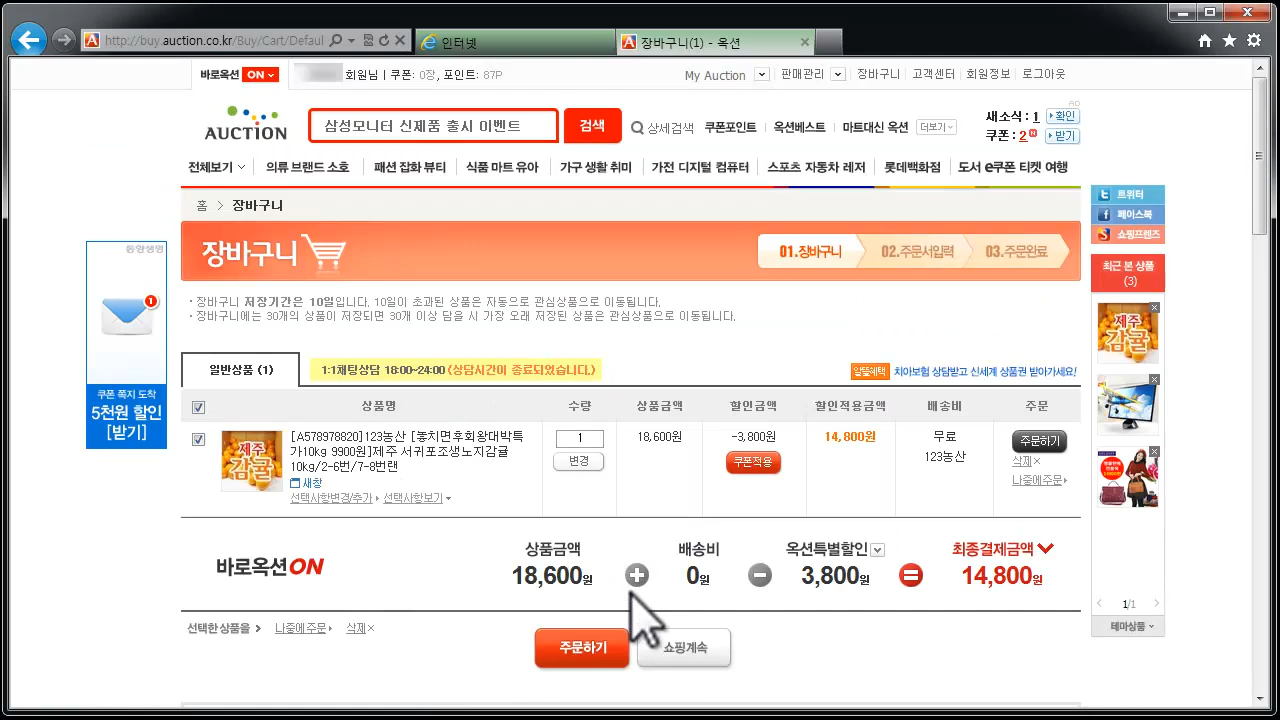 http://buy.auction.co.kr/Buy/Cart/Defaul
인터넷
장바구니(1) - 옥션
바로옥션 ON
회원님 | 쿠폰: 0장, 포인트: 87P
My Auction
판매관리
장바구니
고객센터
회원정보
로그아웃
AUCTION
삼성모니터 신제품 출시 이벤트
검색
상세검색
쿠폰포인트
옥션베스트
마트대신 옥션
더보기
AD
새소식 : 1
확인
쿠폰 : 2
받기
전체보기
의류 브랜드 소호
패션 잡화 뷰티
식품 마트 유아
가구 생활 취미
가전 디지털 컴퓨터
스포츠 자동차 레저
롯데백화점
도서 e쿠폰 티켓 여행
홈 > 장바구니
장바구니
01.장바구니
02.주문서입력
03.주문완료
· 장바구니 저장기간은 10일입니다. 10일이 초과된 상품은 자동으로 관심상품으로 이동됩니다.
· 장바구니에는 30개의 상품이 저장되면 30개 이상 담을 시 가장 오래 저장된 상품은 관심상품으로 이동됩니다.
일반상품 (1)
1:1채팅상담 18:00~24:00 (상담시간이 종료되었습니다.)
알뜰혜택
치아보험 상담받고 신세계 상품권 받아가세요!
상품명
수량
상품금액
할인금액
할인적용금액
배송비
주문
제주
감귤
[A578978820]123농산 [봉지면후회왕대박특
가10kg 9900원]제주 서귀포조생노지감귤
10kg/2-6번/7-8번랜
새창
선택사항변경/추가
선택사항보기
1
변경
18,600원
-3,800원
쿠폰적용
14,800원
무료
123농산
주문하기
삭제×
나중에주문
바로옥션ON
상품금액
18,600원
배송비
0원
옥션특별할인
3,800원
최종결제금액
14,800원
선택한 상품을 >
나중에주문
삭제×
주문하기
쇼핑계속
동양생명
1
쿠폰 쪽지 도착
5천원 할인
[받기]
트위터
페이스북
쇼핑프렌즈
최근 본 상품
(3)
제주
감귤
1/1
테마상품